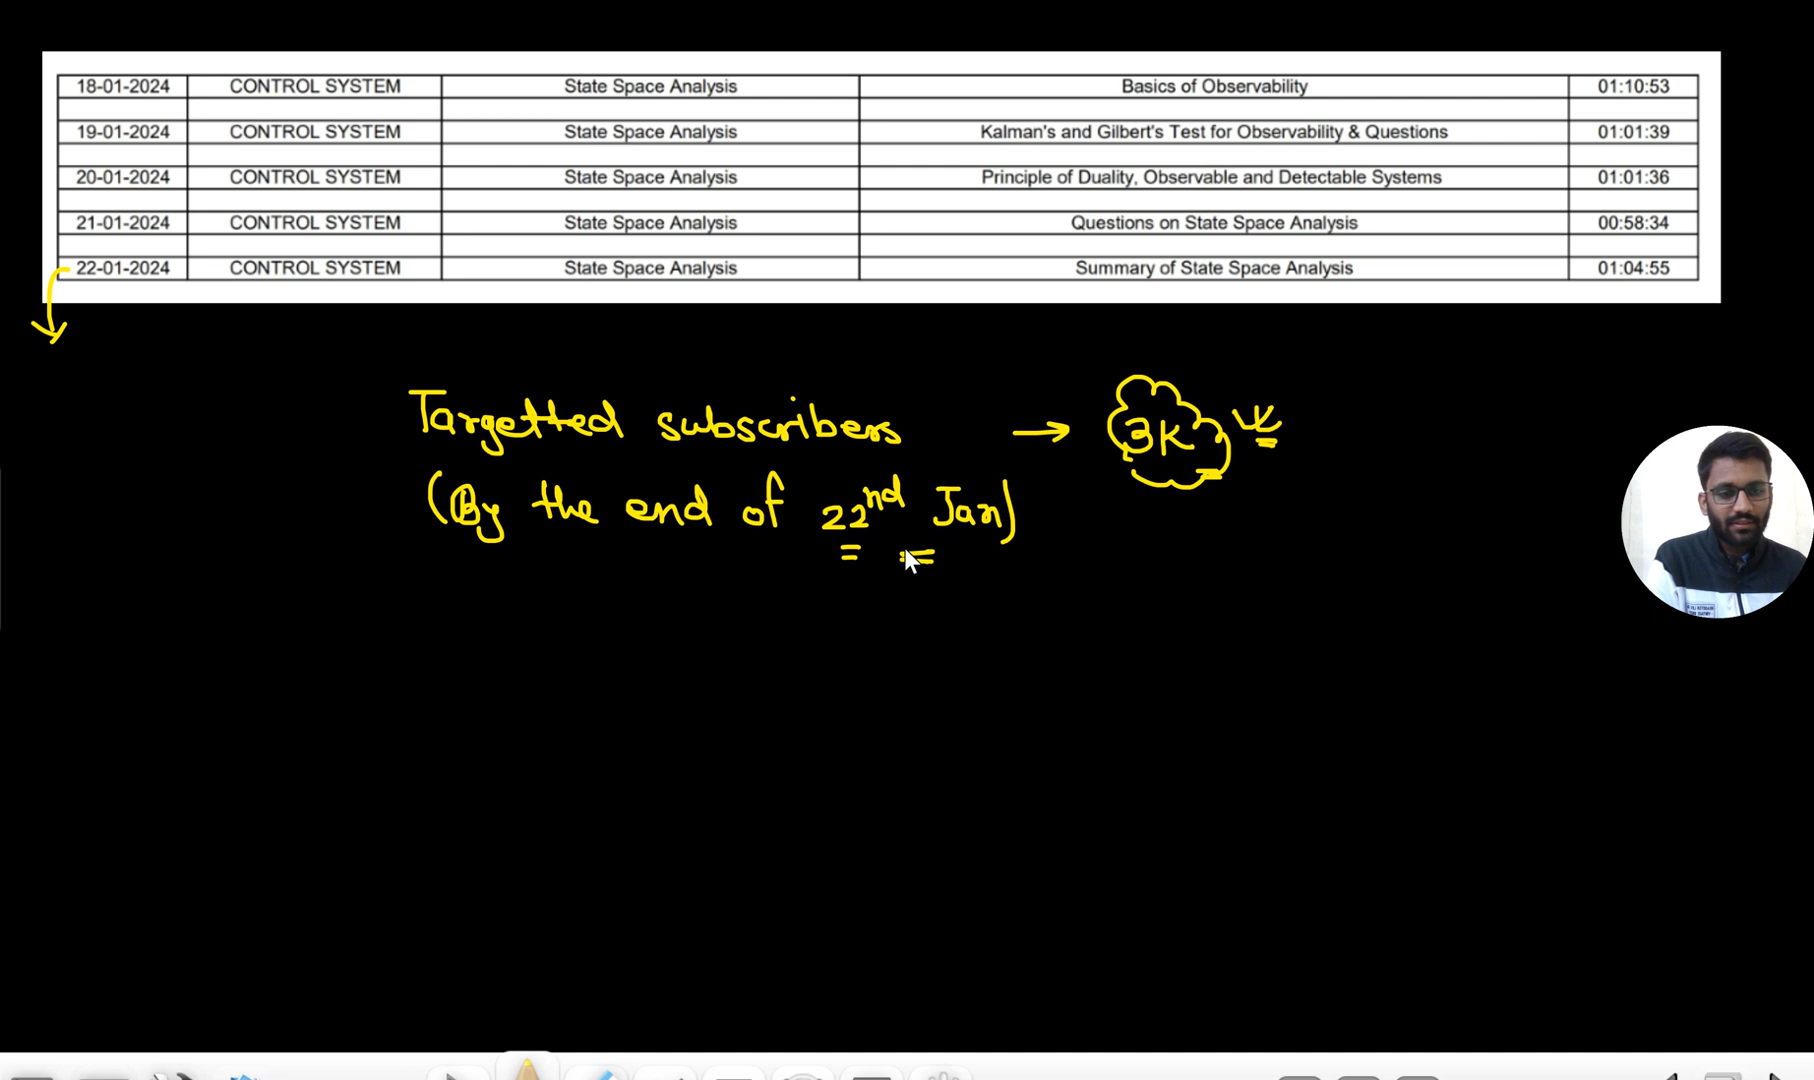 18-01-2024 CONTROL SYSTEM State Space Analysis Basics of Observability 01:10:53
19-01-2024 CONTROL SYSTEM State Space Analysis Kalman's and Gilbert's Test for Observability & Questions 01:01:39
20-01-2024 CONTROL SYSTEM State Space Analysis Principle of Duality, Observable and Detectable Systems 01:01:36
21-01-2024 CONTROL SYSTEM State Space Analysis Questions on State Space Analysis 00:58:34
22-01-2024 CONTROL SYSTEM State Space Analysis Summary of State Space Analysis 01:04:55
Targetted subscribers → 3K
(By the end of 22nd Jan)